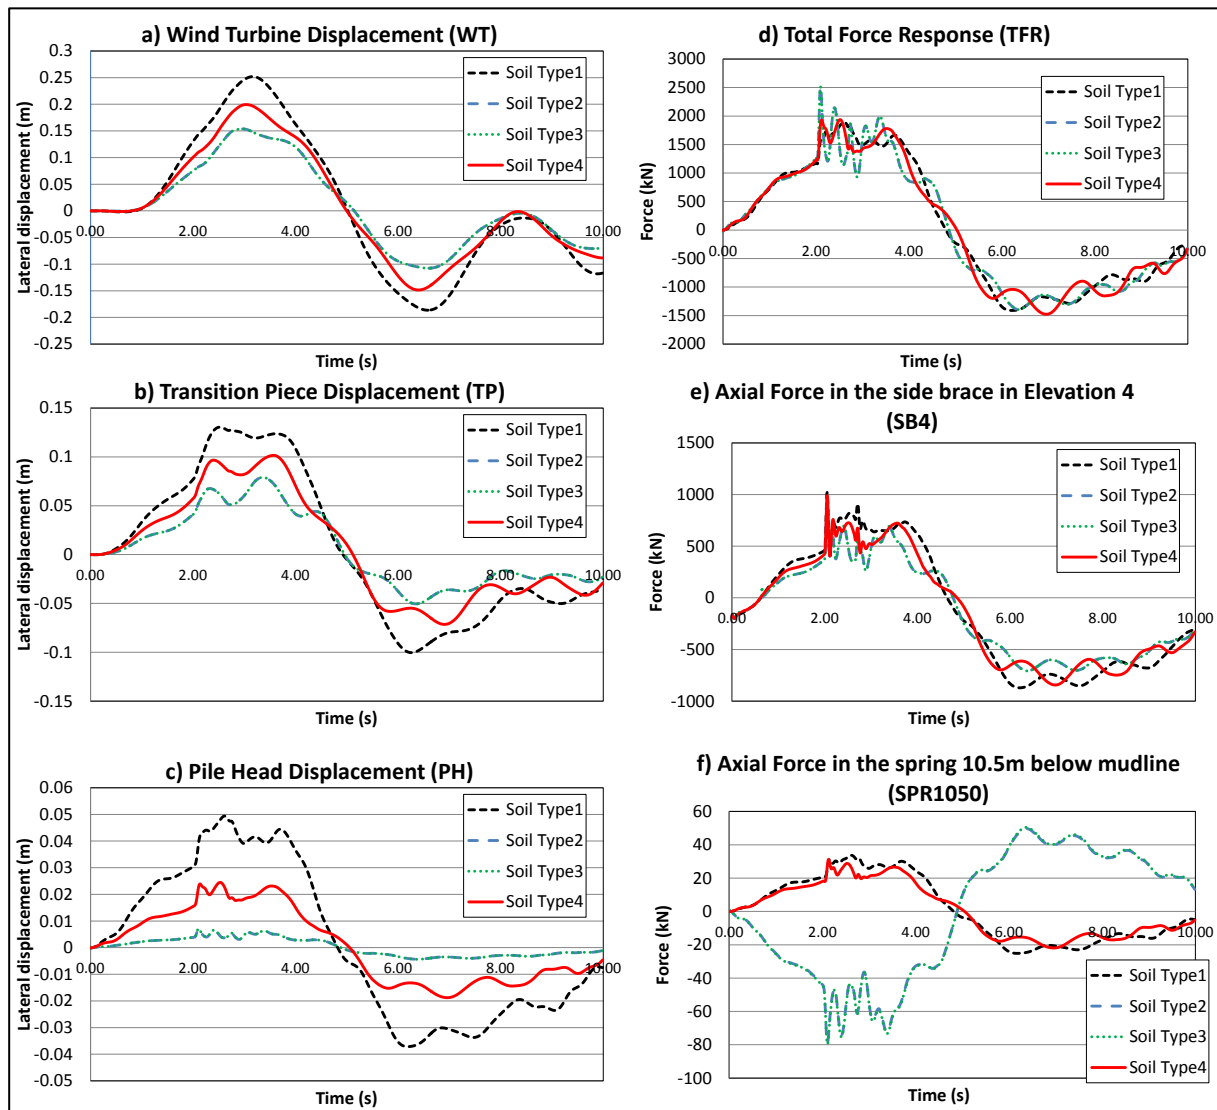 a) Wind Turbine Displacement (WT)
0.3
0.25
0.2
0.15
0.1
0.05
0
-0.05
-0.1
-0.15
-0.2
-0.25
Lateral displacement (m)
0.00 2.00 4.00 6.00 8.00 10.00
Time (s)
Soil Type1
Soil Type2
Soil Type3
Soil Type4
b) Transition Piece Displacement (TP)
0.15
0.1
0.05
0
-0.05
-0.1
-0.15
Lateral displacement (m)
0.00 2.00 4.00 6.00 8.00 10.00
Time (s)
Soil Type1
Soil Type2
Soil Type3
Soil Type4
c) Pile Head Displacement (PH)
0.06
0.05
0.04
0.03
0.02
0.01
0
-0.01
-0.02
-0.03
-0.04
-0.05
Lateral displacement (m)
0.00 2.00 4.00 6.00 8.00 10.00
Time (s)
Soil Type1
Soil Type2
Soil Type3
Soil Type4
d) Total Force Response (TFR)
3000
2500
2000
1500
1000
500
0
-500
-1000
-1500
-2000
Force (kN)
0.00 2.00 4.00 6.00 8.00 10.00
Time (s)
Soil Type1
Soil Type2
Soil Type3
Soil Type4
e) Axial Force in the side brace in Elevation 4
(SB4)
1500
1000
500
0
-500
-1000
Force (kN)
0.00 2.00 4.00 6.00 8.00 10.00
Time (s)
Soil Type1
Soil Type2
Soil Type3
Soil Type4
f) Axial Force in the spring 10.5m below mudline
(SPR1050)
60
40
20
0
-20
-40
-60
-80
-100
Force (kN)
0.00 2.00 4.00 6.00 8.00 10.00
Time (s)
Soil Type1
Soil Type2
Soil Type3
Soil Type4